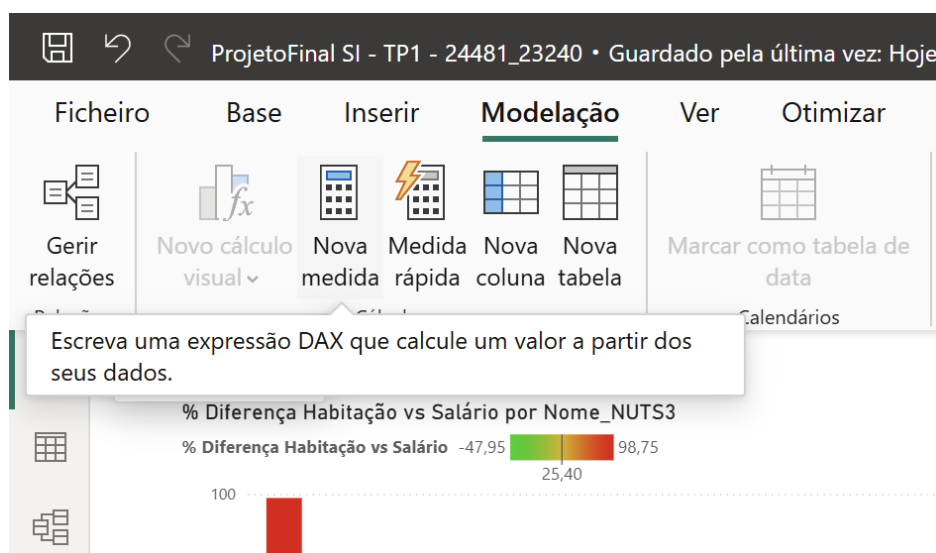 ProjetoFinal SI - TP1 - 24481_23240 • Guardado pela última vez: Hoje
Ficheiro Base Inserir Modelação Ver Otimizar
Gerir relações
Novo cálculo visual
Nova medida
Medida rápida
Nova coluna
Nova tabela
Marcar como tabela de data
Calendários
Escreva uma expressão DAX que calcule um valor a partir dos
seus dados.
% Diferença Habitação vs Salário por Nome_NUTS3
% Diferença Habitação vs Salário -47,95 98,75
25,40
100